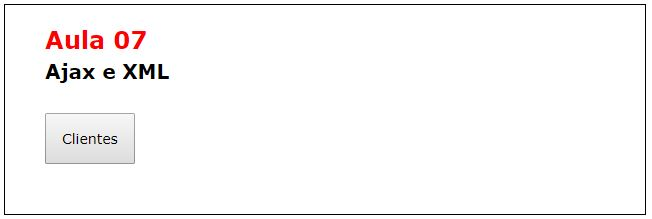 Aula 07
Ajax e XML
Clientes